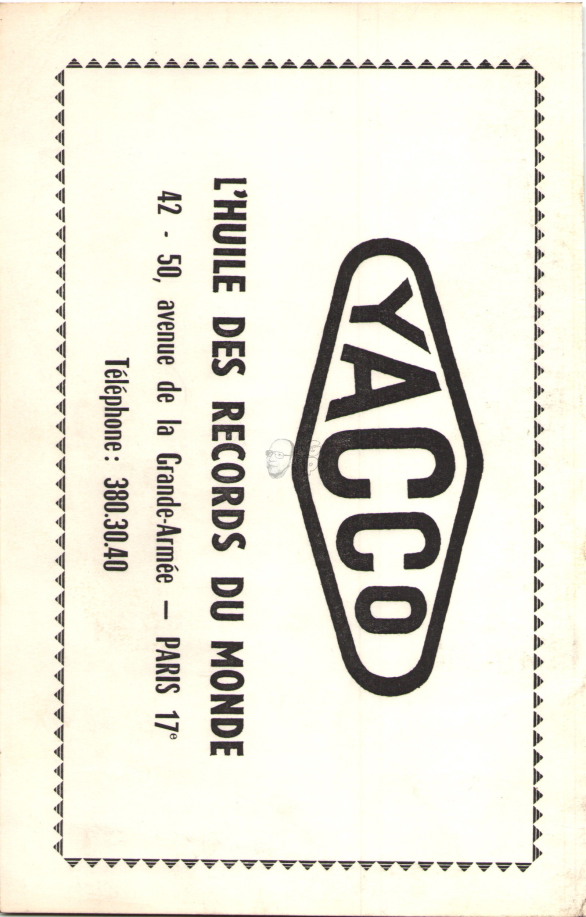 YACCO
L'HUILE DES RECORDS DU MONDE
42 - 50, avenue de la Grande-Armée — PARIS 17e
Téléphone : 380.30.40